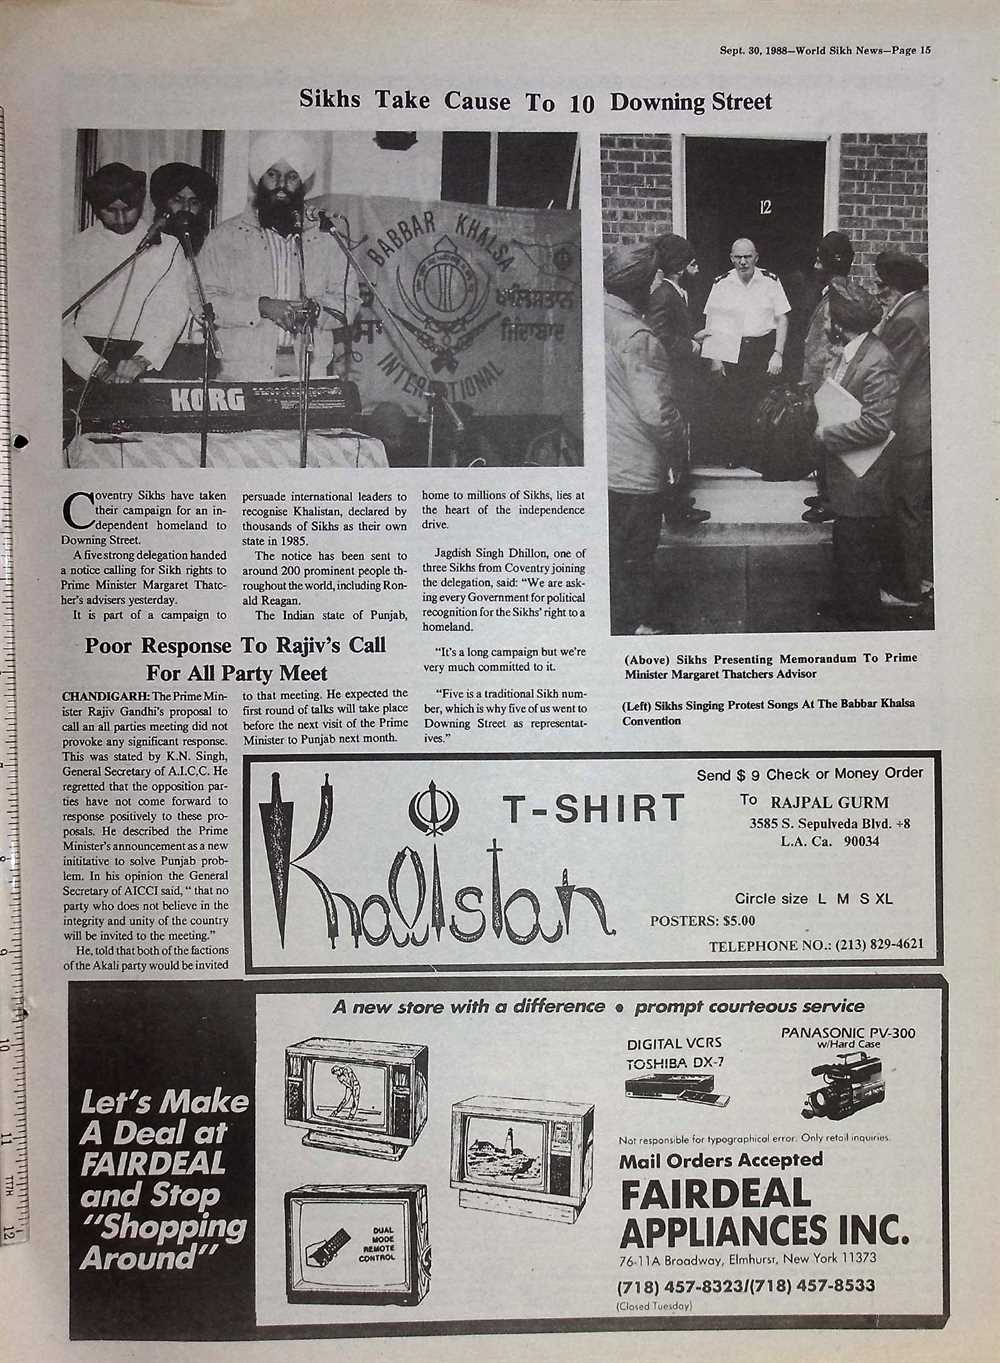 Sept. 30, 1988—World Sikh News—Page 15
Sikhs Take Cause To 10 Downing Street
BABBAR KHALSA
INTERNATIONAL
ਖਾਲਿਸਤਾਨ
ਜਿੰਦਾਬਾਦ
KORG
12
Coventry Sikhs have taken
their campaign for an in-
dependent homeland to
Downing Street.
A five strong delegation handed
a notice calling for Sikh rights to
Prime Minister Margaret Thatc-
her's advisers yesterday.
It is part of a campaign to
persuade international leaders to
recognise Khalistan, declared by
thousands of Sikhs as their own
state in 1985.
The notice has been sent to
around 200 prominent people th-
roughout the world, including Ron-
ald Reagan.
The Indian state of Punjab,
home to millions of Sikhs, lies at
the heart of the independence
drive.
Jagdish Singh Dhillon, one of
three Sikhs from Coventry joining
the delegation, said: "We are ask-
ing every Government for political
recognition for the Sikhs' right to a
homeland.
"It's a long campaign but we're
very much committed to it.
"Five is a traditional Sikh num-
ber, which is why five of us went to
Downing Street as representat-
ives."
(Above) Sikhs Presenting Memorandum To Prime
Minister Margaret Thatchers Advisor
(Left) Sikhs Singing Protest Songs At The Babbar Khalsa
Convention
Poor Response To Rajiv's Call
For All Party Meet
CHANDIGARH: The Prime Min-
ister Rajiv Gandhi's proposal to
call an all parties meeting did not
provoke any significant response.
This was stated by K.N. Singh,
General Secretary of A.I.C,C. He
regretted that the opposition par-
ties have not come forward to
response positively to these pro-
posals. He described the Prime
Minister's announcement as a new
inititative to solve Punjab prob-
lem. In his opinion the General
Secretary of AICCI said, " that no
party who does not believe in the
integrity and unity of the country
will be invited to the meeting."
He, told that both of the factions
of the Akali party would be invited
to that meeting. He expected the
first round of talks will take place
before the next visit of the Prime
Minister to Punjab next month.
Khalistan
T-SHIRT
Send $ 9 Check or Money Order
To RAJPAL GURM
3585 S. Sepulveda Blvd. +8
L.A. Ca. 90034
Circle size L M S XL
POSTERS: $5.00
TELEPHONE NO.: (213) 829-4621
Let's Make
A Deal at
FAIRDEAL
and Stop
"Shopping
Around"
A new store with a difference • prompt courteous service
DIGITAL VCRS
TOSHIBA DX-7
PANASONIC PV-300
w/Hard Case
DUAL
MODE
REMOTE
CONTROL
Not responsible for typographical error. Only retail inquiries.
Mail Orders Accepted
FAIRDEAL
APPLIANCES INC.
76-11A Broadway, Elmhurst, New York 11373
(718) 457-8323/(718) 457-8533
(Closed Tuesday)
9
10
11
12